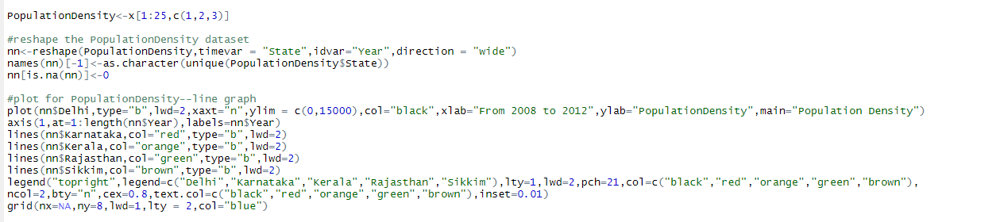 PopulationDensity<-x[1:25,c(1,2,3)]
#reshape the PopulationDensity dataset
nn<-reshape(PopulationDensity,timevar = "State",idvar="Year",direction = "wide")
names(nn)[-1]<-as.character(unique(PopulationDensity$State))
nn[is.na(nn)]<-0
#plot for PopulationDensity--line graph
plot(nn$Delhi,type="b",lwd=2,xaxt="n",ylim = c(0,15000),col="black",xlab="From 2008 to 2012",ylab="PopulationDensity",main="Population Density")
axis(1,at=1:length(nn$Year),labels=nn$Year)
lines(nn$Karnataka,col="red",type="b",lwd=2)
lines(nn$Kerala,col="orange",type="b",lwd=2)
lines(nn$Rajasthan,col="green",type="b",lwd=2)
lines(nn$Sikkim,col="brown",type="b",lwd=2)
legend("topright",legend=c("Delhi","Karnataka","Kerala","Rajasthan","Sikkim"),lty=1,lwd=2,pch=21,col=c("black","red","orange","green","brown"),
ncol=2,bty="n",cex=0.8,text.col=c("black","red","orange","green","brown"),inset=0.01)
grid(nx=NA,ny=8,lwd=1,lty = 2,col="blue")